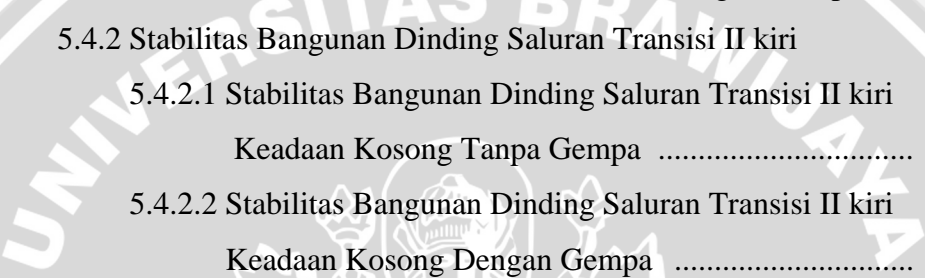 UNIVERSITAS BRAWIJAYA
5.4.2 Stabilitas Bangunan Dinding Saluran Transisi II kiri
5.4.2.1 Stabilitas Bangunan Dinding Saluran Transisi II kiri
Keadaan Kosong Tanpa Gempa ..............................
5.4.2.2 Stabilitas Bangunan Dinding Saluran Transisi II kiri
Keadaan Kosong Dengan Gempa ............................